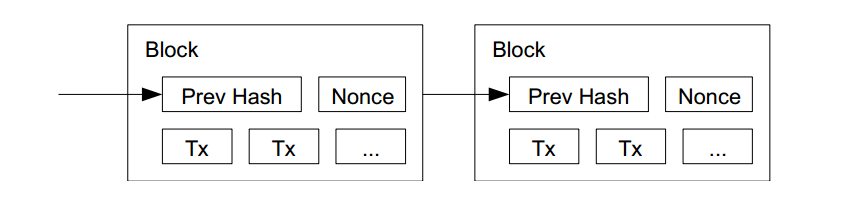 Block Block
Prev Hash Nonce Prev Hash Nonce
Tx Tx ... Tx Tx ...